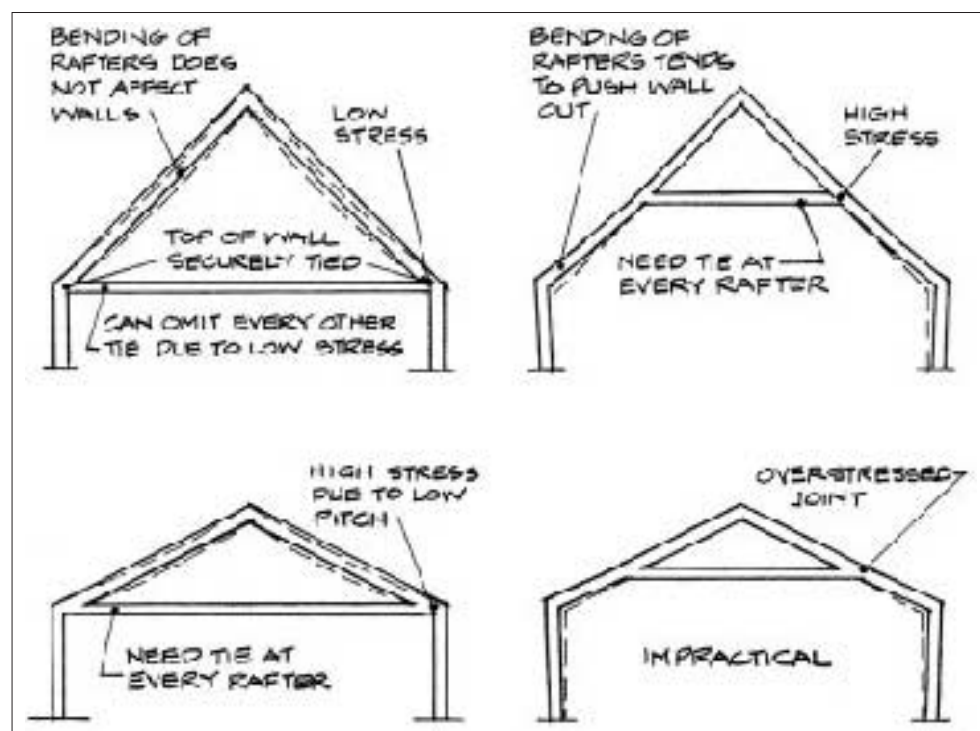 BENDING OF
RAFTERS DOES
NOT AFFECT
WALLS
LOW
STRESS
TOP OF WALL
SECURELY TIED
CAN OMIT EVERY OTHER
TIE DUE TO LOW STRESS
BENDING OF
RAFTERS TENDS
TO PUSH WALL
OUT
HIGH
STRESS
NEED TIE AT
EVERY RAFTER
HIGH STRESS
DUE TO LOW
PITCH
NEED TIE AT
EVERY RAFTER
OVERSTRESSED
JOINT
IMPRACTICAL